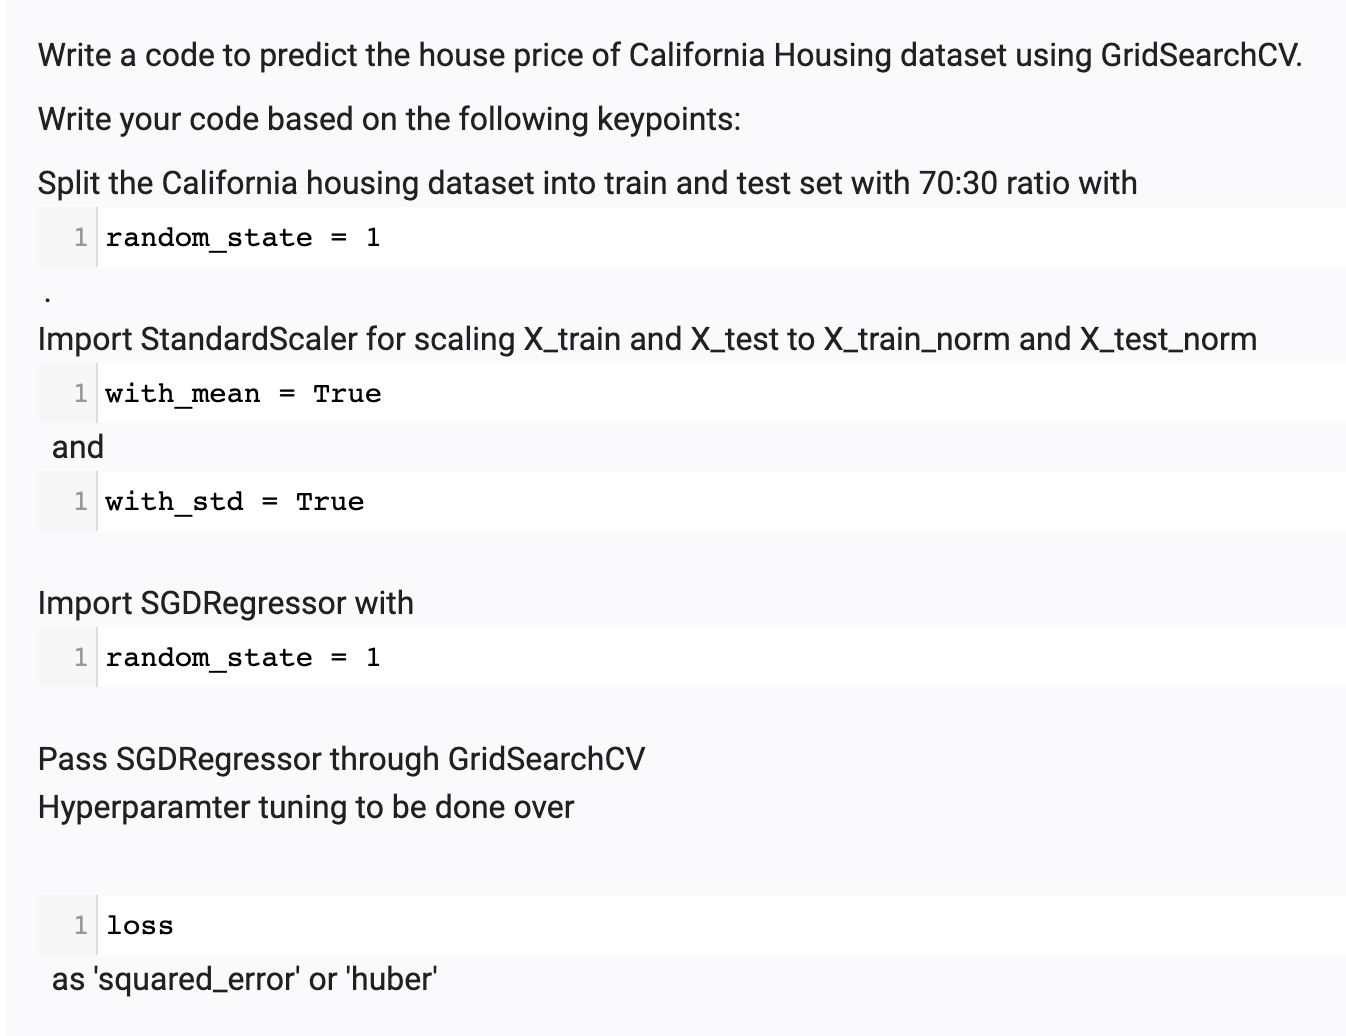 Write a code to predict the house price of California Housing dataset using GridSearchCV.
Write your code based on the following keypoints:
Split the California housing dataset into train and test set with 70:30 ratio with
1 random_state = 1
.
Import StandardScaler for scaling X_train and X_test to X_train_norm and X_test_norm
1 with_mean = True
and
1 with_std = True
Import SGDRegressor with
1 random_state = 1
Pass SGDRegressor through GridSearchCV
Hyperparamter tuning to be done over
1 loss
as 'squared_error' or 'huber'